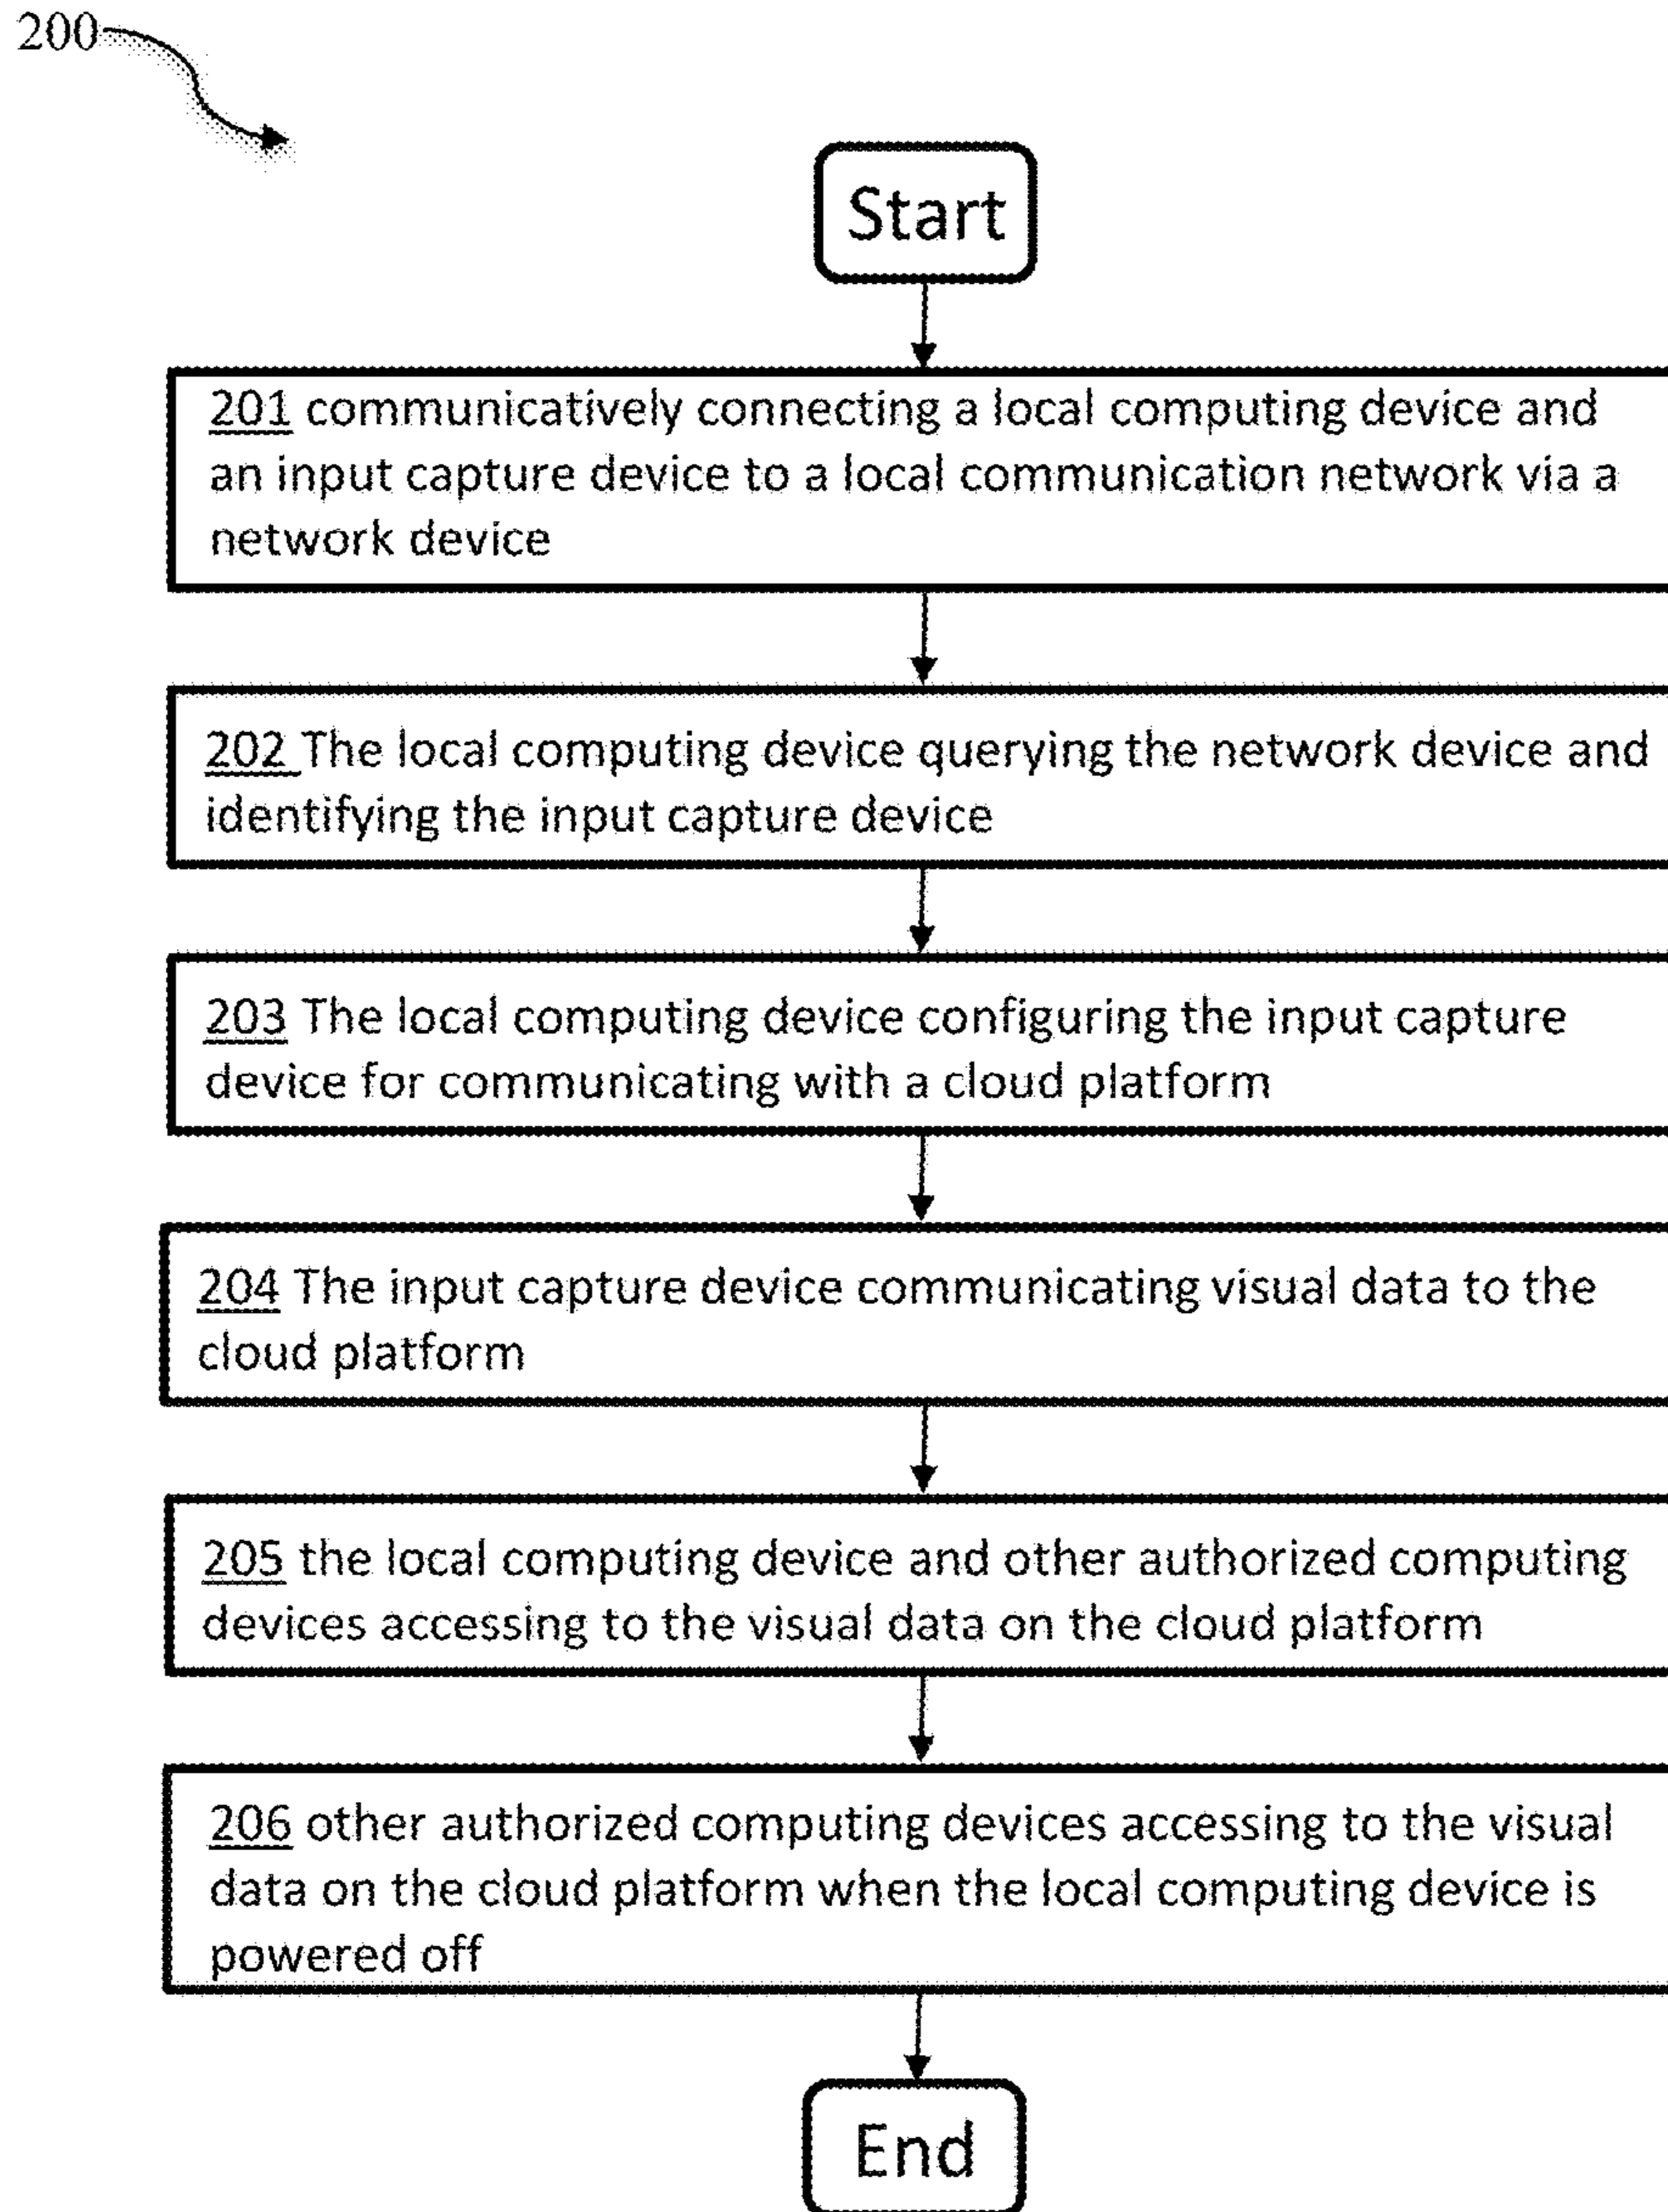 200
Start
201 communicatively connecting a local computing device and
an input capture device to a local communication network via a
network device
202 The local computing device querying the network device and
identifying the input capture device
203 The local computing device configuring the input capture
device for communicating with a cloud platform
204 The input capture device communicating visual data to the
cloud platform
205 the local computing device and other authorized computing
devices accessing to the visual data on the cloud platform
206 other authorized computing devices accessing to the visual
data on the cloud platform when the local computing device is
powered off
End